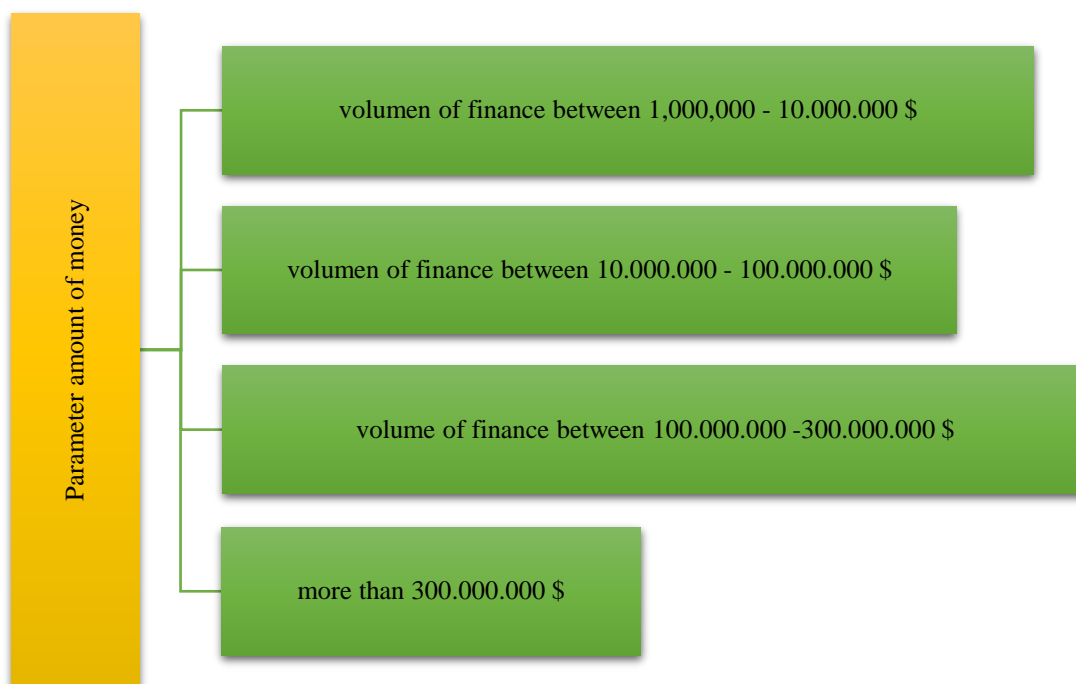 Parameter amount of money
volumen of finance between 1,000,000 - 10.000.000 $
volumen of finance between 10.000.000 - 100.000.000 $
volume of finance between 100.000.000 -300.000.000 $
more than 300.000.000 $